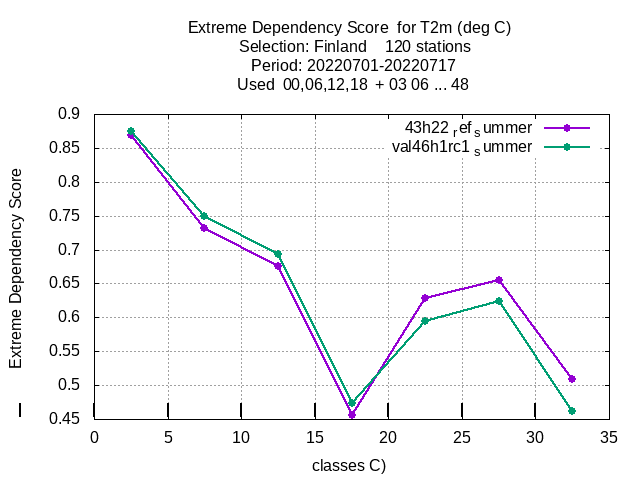 Extreme Dependency Score for T2m (deg C)
Selection: Finland 120 stations
Period: 20220701-20220717
Used 00,06,12,18 + 03 06 ... 48
43h22 ref summer
val46h1rc1 summer
0.9
0.85
0.8
0.75
0.7
0.65
0.6
0.55
0.5
0.45
Extreme Dependency Score
0 5 10 15 20 25 30 35
classes C)